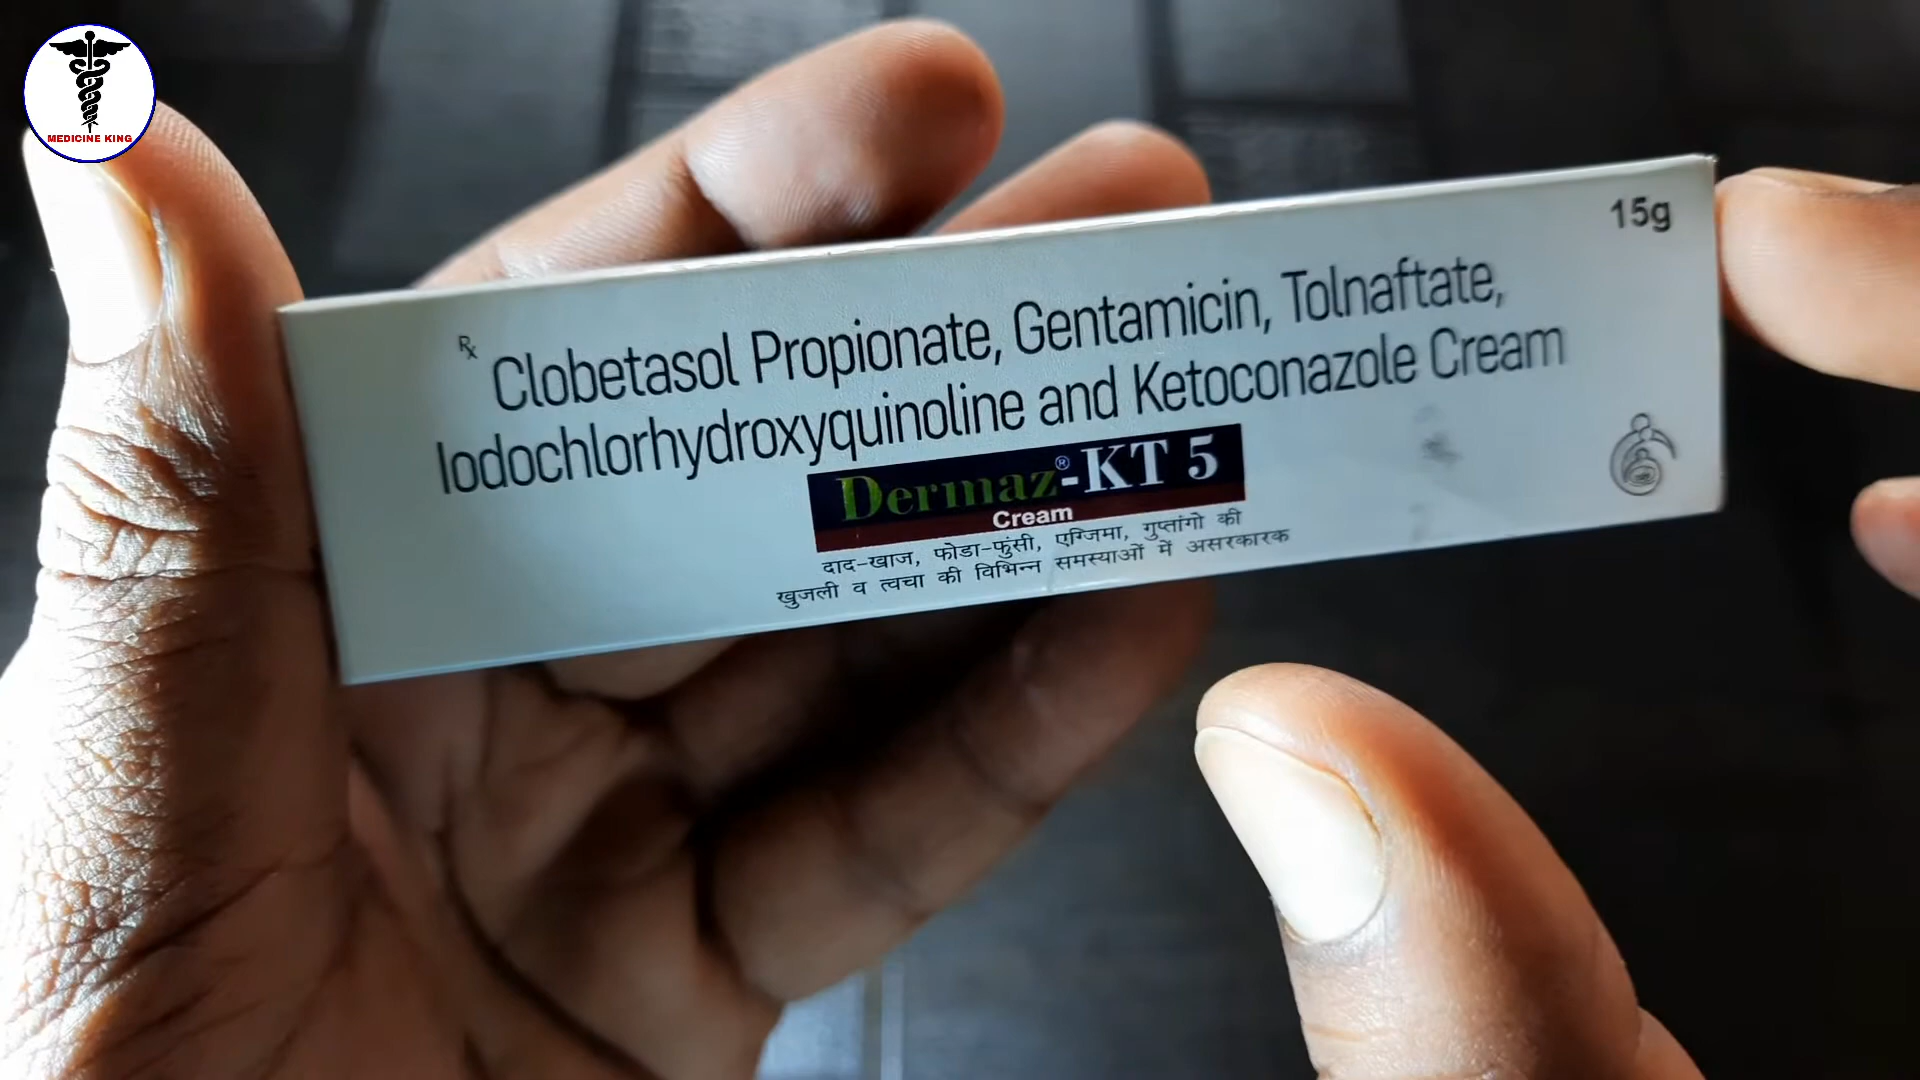 MEDICINE KING
15g
Rx Clobetasol Propionate, Gentamicin, Tolnaftate,
Iodochlorhydroxyquinoline and Ketoconazole Cream
Dermaz®-KT 5
Cream
दाद-खाज, फोडा-फुंसी, एग्जिमा, गुप्तांगो की
खुजली व त्वचा की विभिन्न समस्याओं में असरकारक